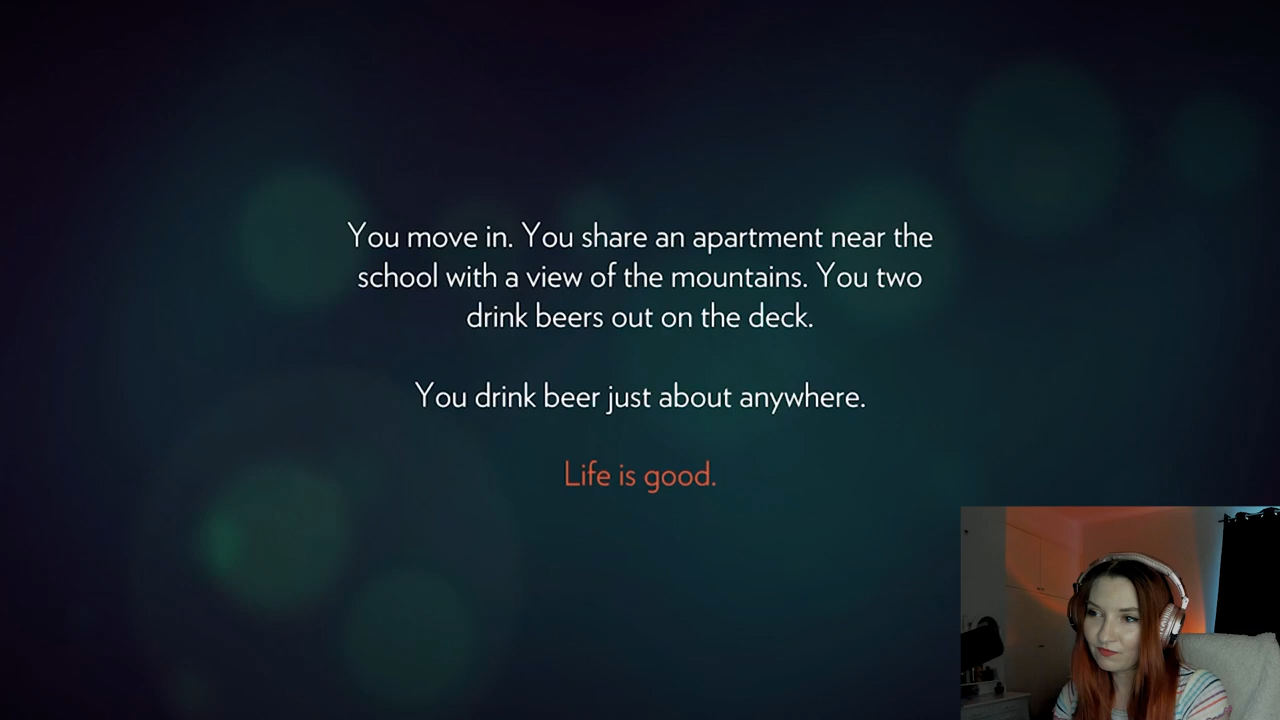 You move in. You share an apartment near the
school with a view of the mountains. You two
drink beers out on the deck.
You drink beer just about anywhere.
Life is good.